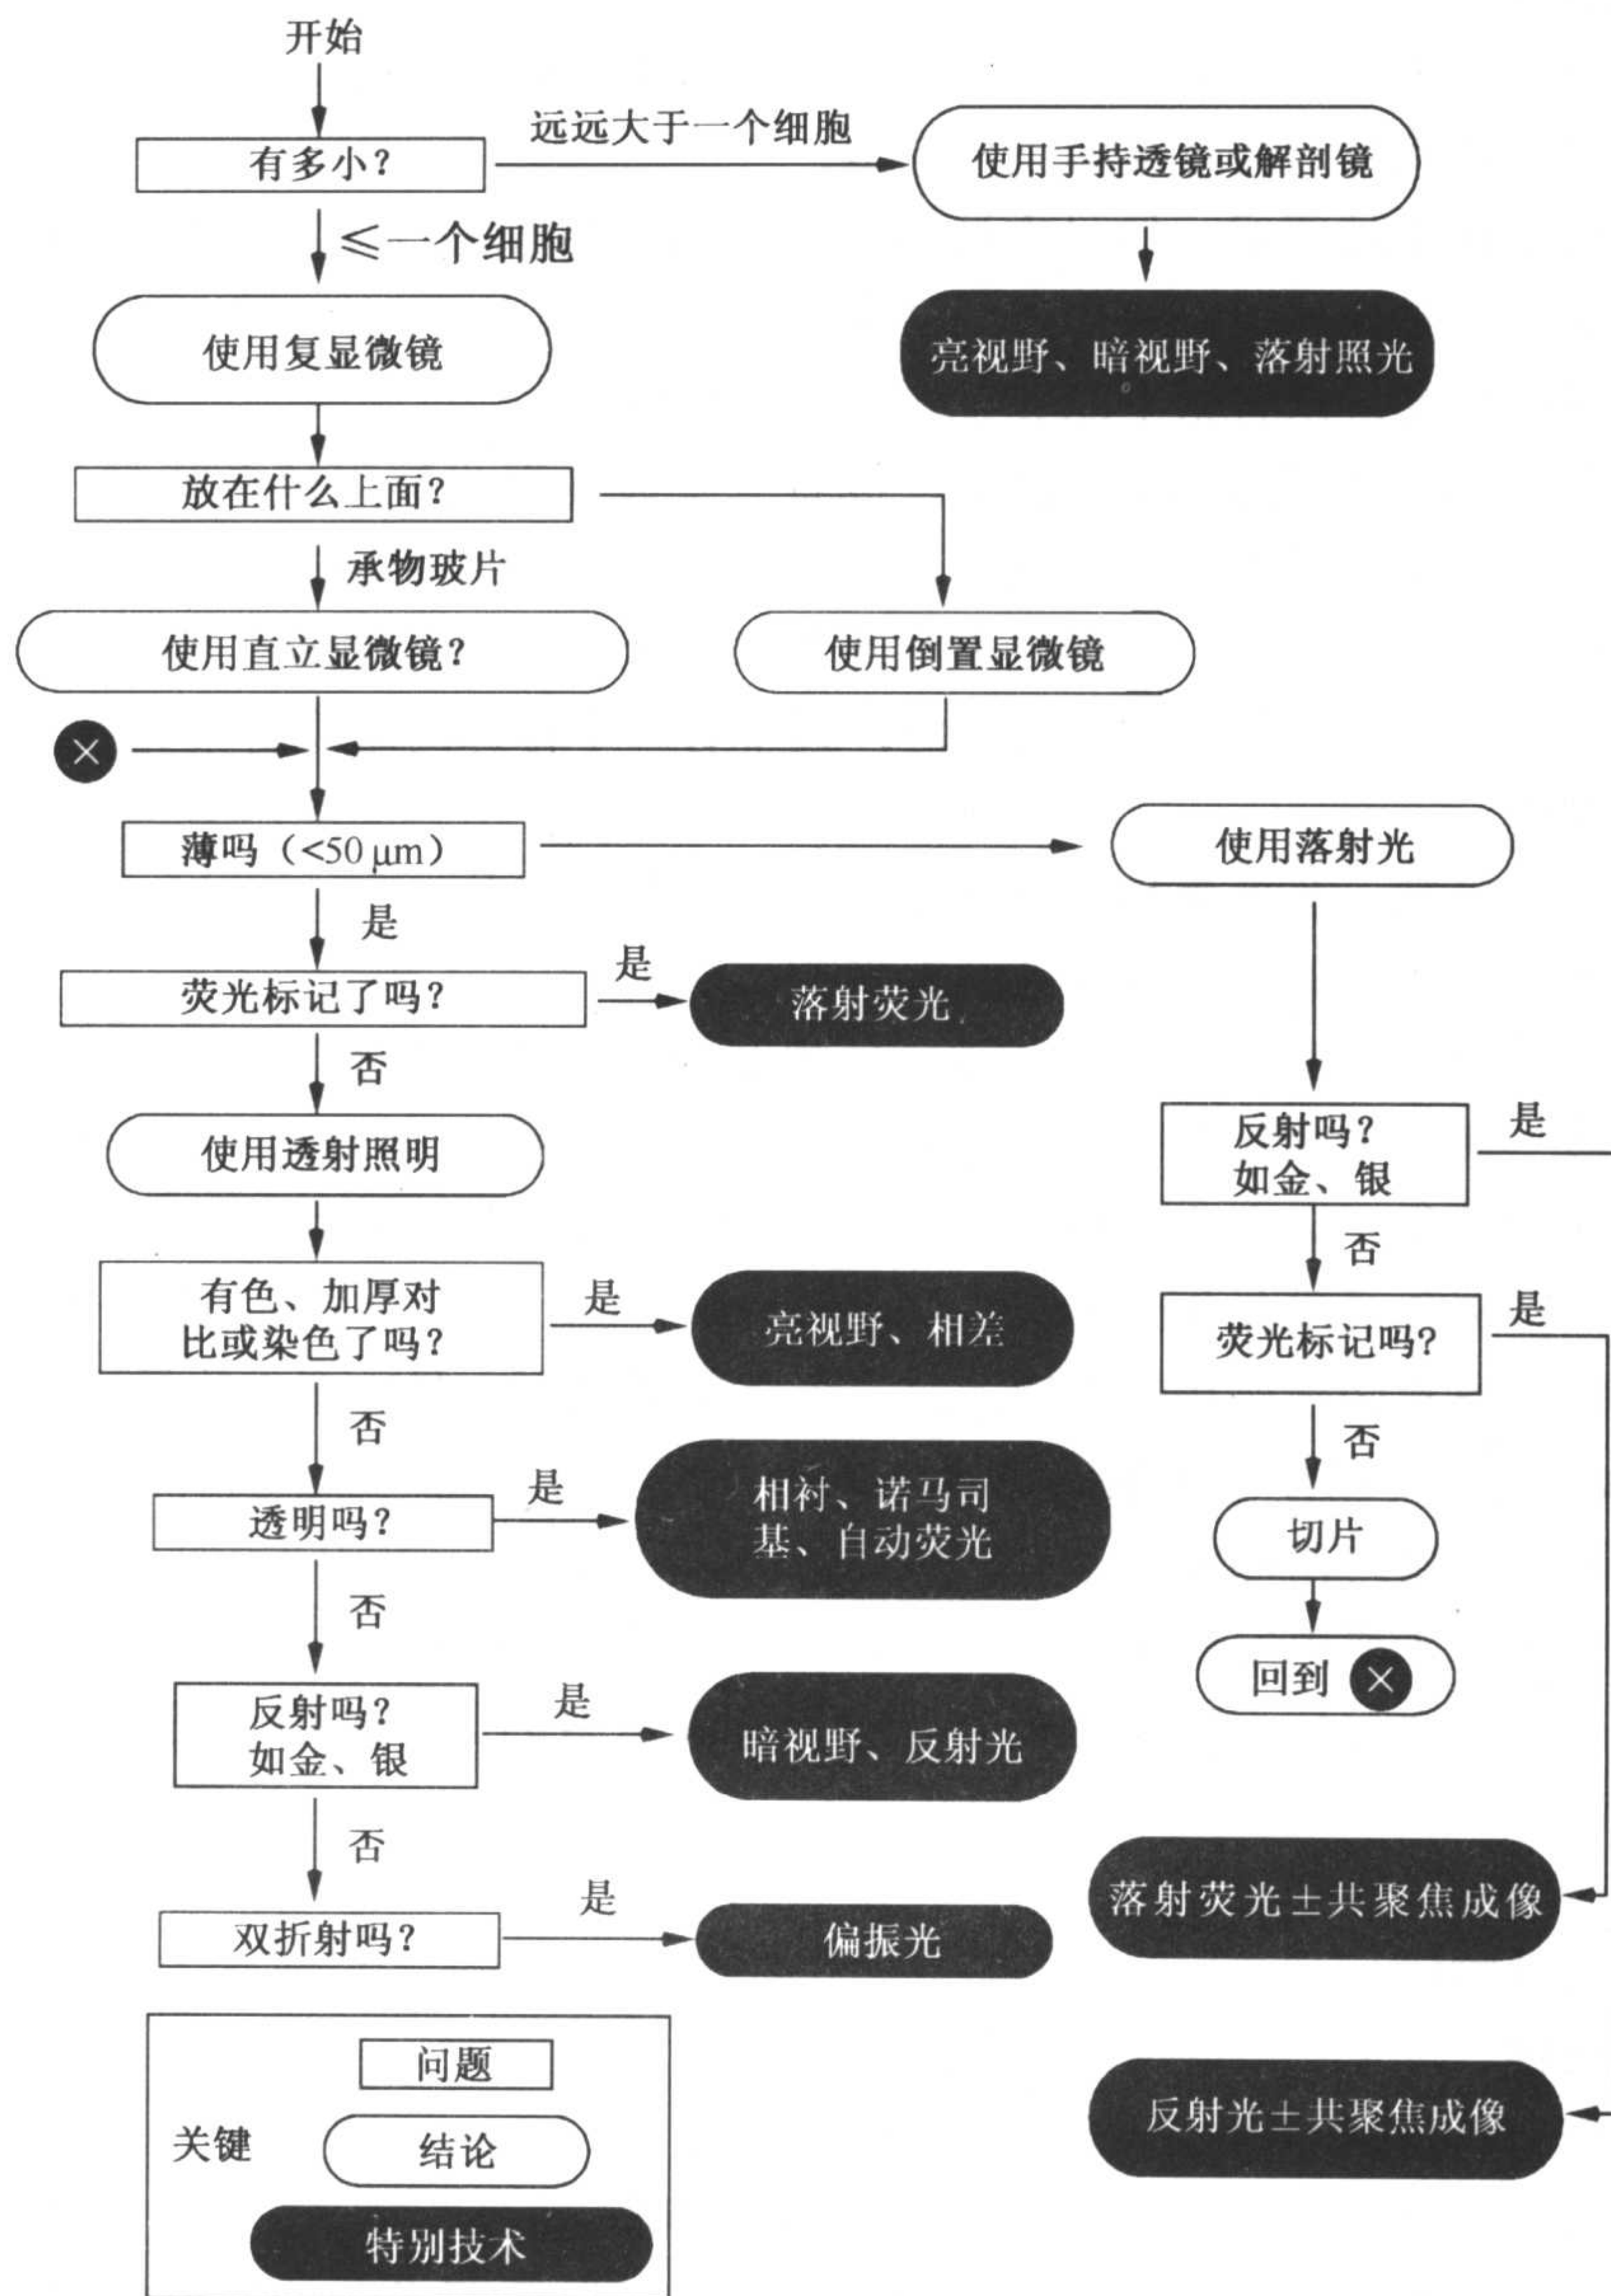 开始
有多小？
远远大于一个细胞
使用手持透镜或解剖镜
≤一个细胞
亮视野、暗视野、落射照光
使用复显微镜
放在什么上面？
承物玻片
使用直立显微镜？
使用倒置显微镜
×
薄吗（<50 μm）
使用落射光
是
荧光标记了吗？
是
落射荧光
否
使用透射照明
反射吗？
如金、银
是
否
有色、加厚对
比或染色了吗？
是
亮视野、相差
荧光标记吗？
是
否
否
透明吗？
是
相衬、诺马司
基、自动荧光
切片
回到 ×
否
反射吗？
如金、银
是
暗视野、反射光
否
双折射吗？
是
偏振光
落射荧光±共聚焦成像
反射光±共聚焦成像
关键
问题
结论
特别技术